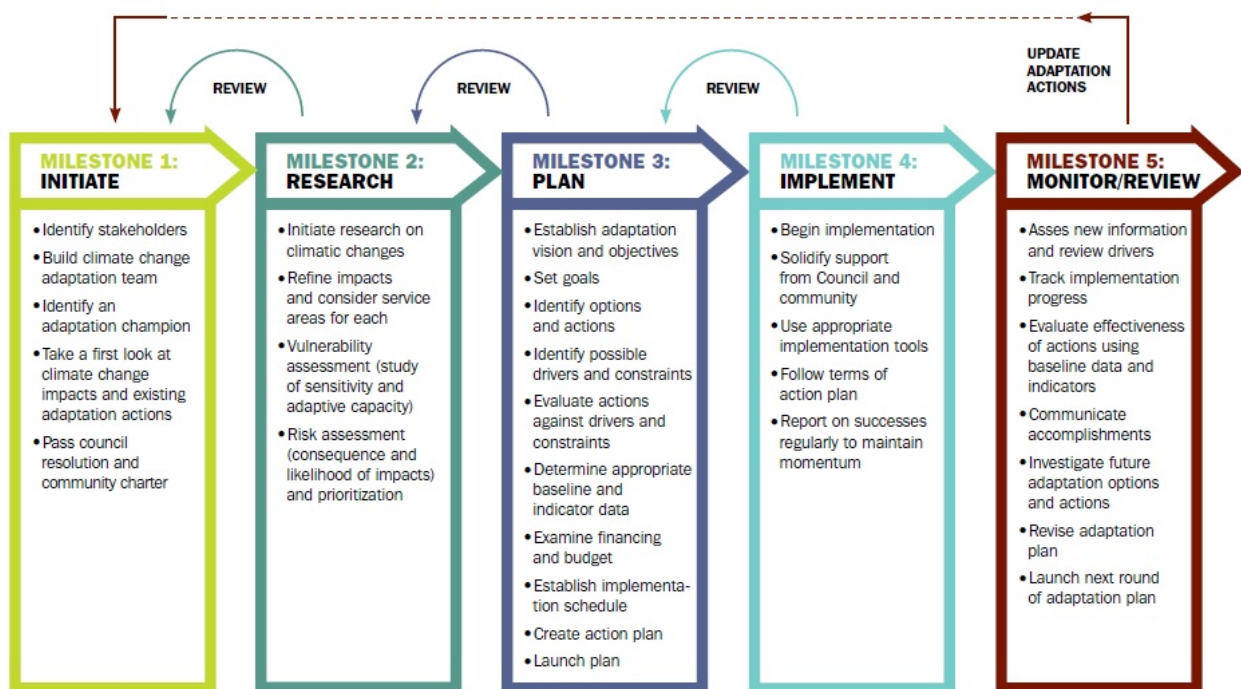 UPDATE
ADAPTATION
ACTIONS
REVIEW
REVIEW
REVIEW
MILESTONE 1:
INITIATE
• Identify stakeholders
• Build climate change
adaptation team
• Identify an
adaptation champion
• Take a first look at
climate change
impacts and existing
adaptation actions
• Pass council
resolution and
community charter
MILESTONE 2:
RESEARCH
• Initiate research on
climatic changes
• Refine impacts
and consider service
areas for each
• Vulnerability
assessment (study
of sensitivity and
adaptive capacity)
• Risk assessment
(consequence and
likelihood of impacts)
and prioritization
MILESTONE 3:
PLAN
• Establish adaptation
vision and objectives
• Set goals
• Identify options
and actions
• Identify possible
drivers and constraints
• Evaluate actions
against drivers and
constraints
• Determine appropriate
baseline and
indicator data
• Examine financing
and budget
• Establish implementa-
tion schedule
• Create action plan
• Launch plan
MILESTONE 4:
IMPLEMENT
• Begin implementation
• Solidify support
from Council and
community
• Use appropriate
implementation tools
• Follow terms of
action plan
• Report on successes
regularly to maintain
momentum
MILESTONE 5:
MONITOR/REVIEW
• Asses new information
and review drivers
• Track implementation
progress
• Evaluate effectiveness
of actions using
baseline data and
indicators
• Communicate
accomplishments
• Investigate future
adaptation options
and actions
• Revise adaptation
plan
• Launch next round
of adaptation plan